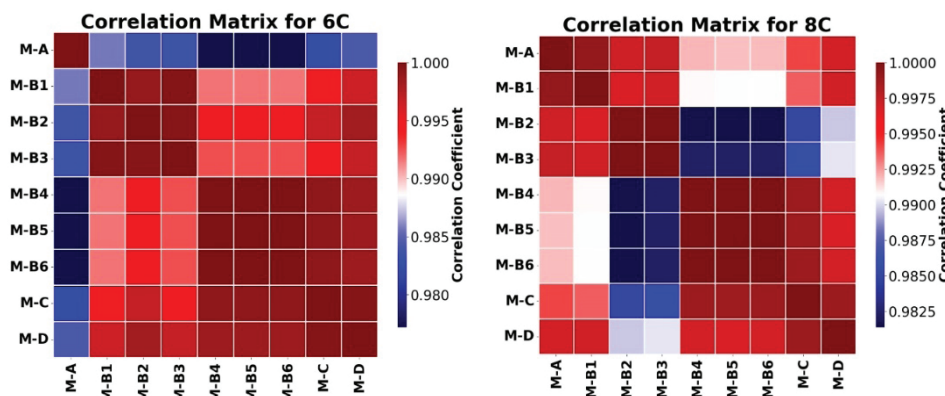 Correlation Matrix for 6C
M-A
M-B1
M-B2
M-B3
M-B4
M-B5
M-B6
M-C
M-D
M-A
M-B1
M-B2
M-B3
M-B4
M-B5
M-B6
M-C
M-D
1.000
0.995
0.990
0.985
0.980
Correlation Coefficient
Correlation Matrix for 8C
M-A
M-B1
M-B2
M-B3
M-B4
M-B5
M-B6
M-C
M-D
M-A
M-B1
M-B2
M-B3
M-B4
M-B5
M-B6
M-C
M-D
1.0000
0.9975
0.9950
0.9925
0.9900
0.9875
0.9850
0.9825
Correlation Coefficient